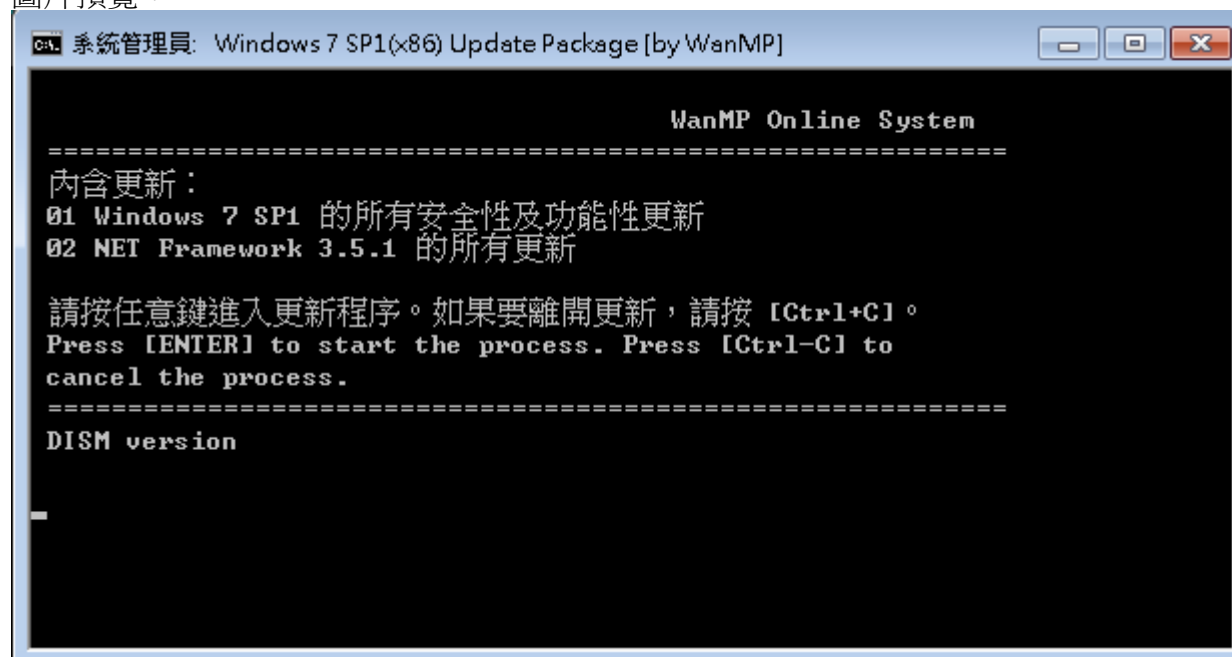 圖片預覽：
系統管理員: Windows 7 SP1(x86) Update Package [by WanMP]
WanMP Online System
============================================================
內含更新：
01 Windows 7 SP1 的所有安全性及功能性更新
02 NET Framework 3.5.1 的所有更新
請按任意鍵進入更新程序。如果要離開更新，請按 [Ctrl+C]。
Press [ENTER] to start the process. Press [Ctrl-C] to
cancel the process.
============================================================
DISM version